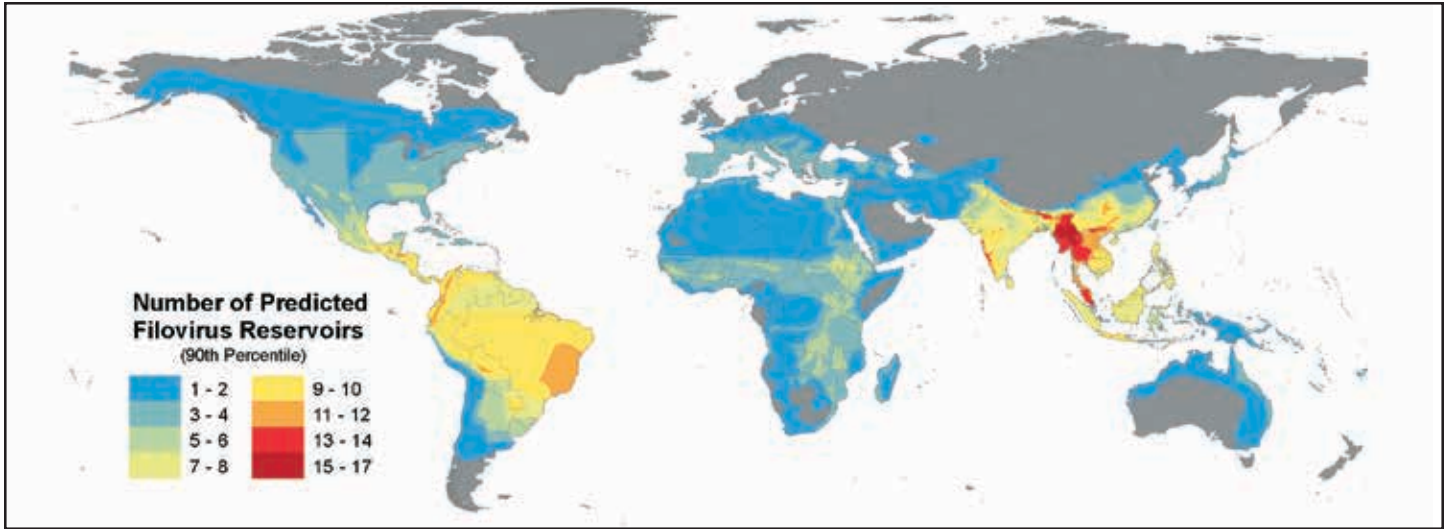 Number of Predicted
Filovirus Reservoirs
(90th Percentile)
1 - 2
3 - 4
5 - 6
7 - 8
9 - 10
11 - 12
13 - 14
15 - 17